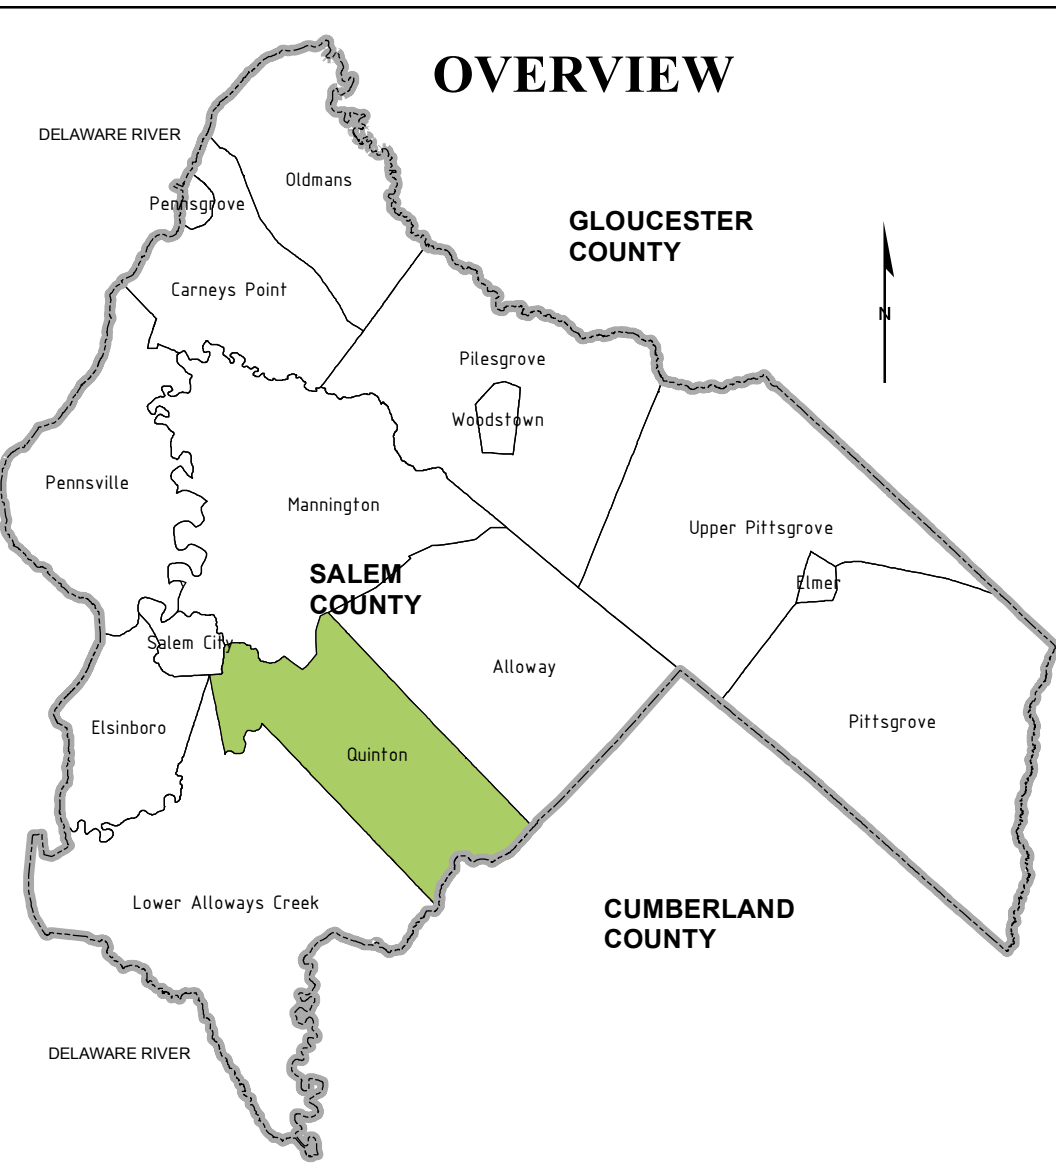 OVERVIEW
DELAWARE RIVER
Oldmans
Pennsgrove
GLOUCESTER
COUNTY
Carneys Point
N
Pilesgrove
Woodstown
Pennsville
Mannington
Upper Pittsgrove
SALEM
COUNTY
Elmer
Salem City
Alloway
Elsinboro
Pittsgrove
Quinton
Lower Alloways Creek
CUMBERLAND
COUNTY
DELAWARE RIVER